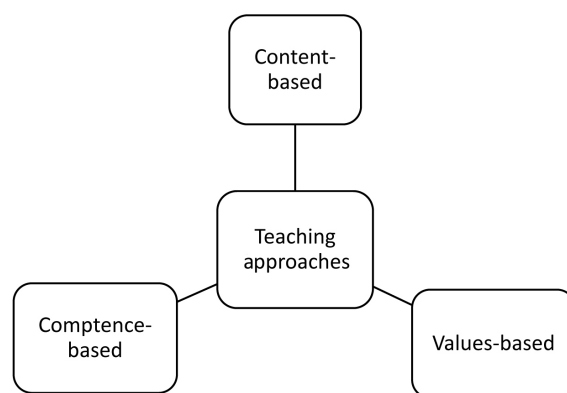 Content-
based
Teaching
approaches
Comptence-
based
Values-based